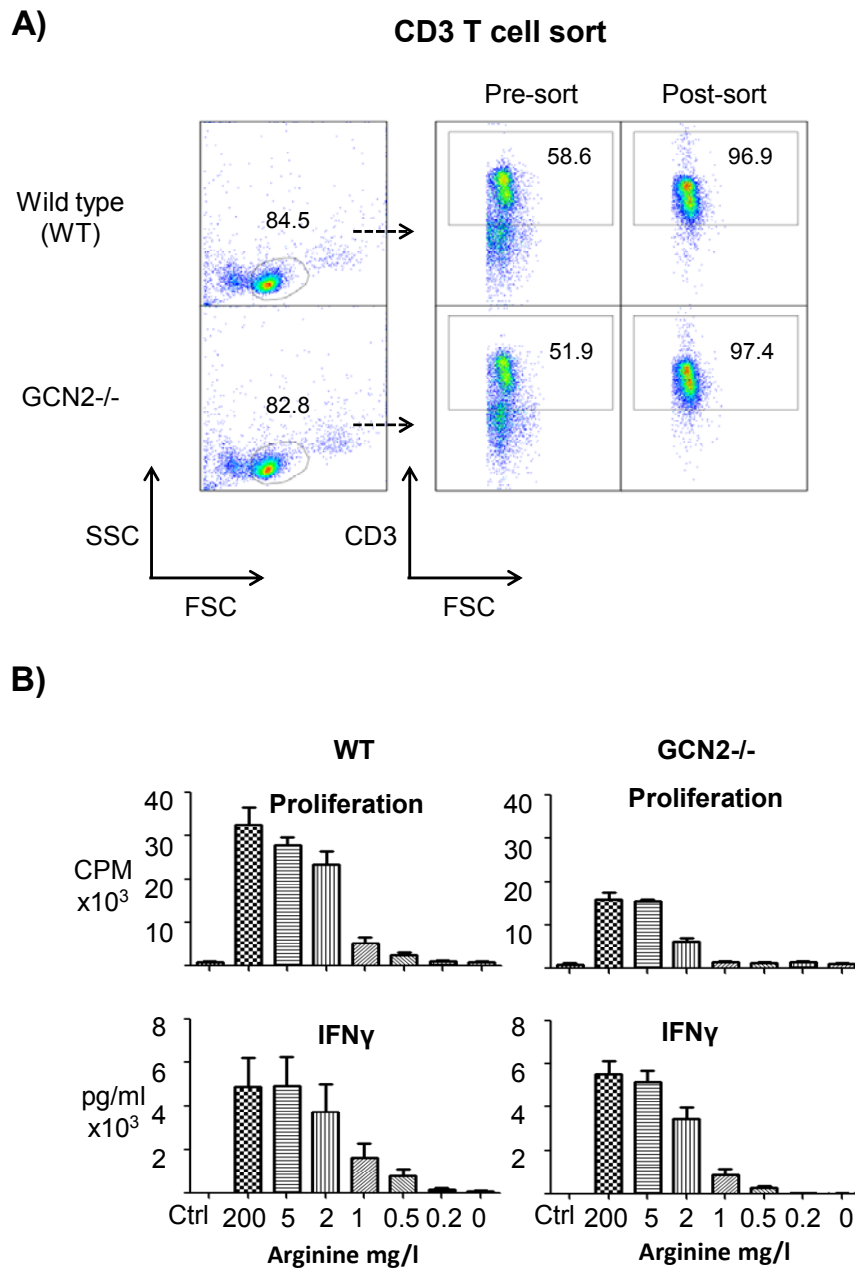 A)
CD3 T cell sort
Pre-sort Post-sort
Wild type
(WT)
84.5
58.6
96.9
GCN2-/-
82.8
51.9
97.4
SSC
FSC
CD3
FSC
B)
WT
GCN2-/-
Proliferation
Proliferation
CPM
x10³
40
30
20
10
40
30
20
10
IFNγ
IFNγ
pg/ml
x10³
8
6
4
2
8
6
4
2
Ctrl 200 5 2 1 0.5 0.2 0
Ctrl 200 5 2 1 0.5 0.2 0
Arginine mg/l
Arginine mg/l